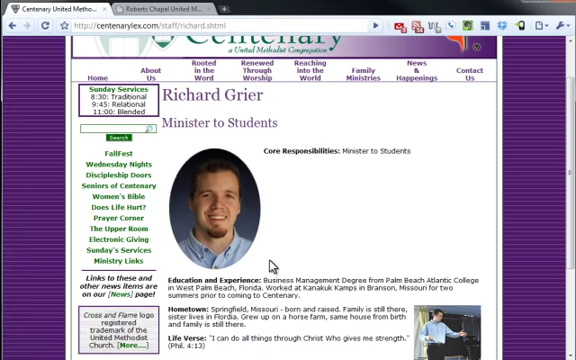 Centenary United Metho...
Roberts Chapel United M...
http://centenarylex.com/staff/richard.shtml
Centenary
a United Methodist Congregation
Home
About Us
Rooted in the Word
Renewed Through Worship
Reaching into the World
Family Ministries
News & Happenings
Contact Us
Sunday Services
8:30: Traditional
9:45: Relational
11:00: Blended
Search
FallFest
Wednesday Nights
Discipleship Doors
Seniors of Centenary
Women's Bible
Does Life Hurt?
Prayer Corner
The Upper Room
Electronic Giving
Sunday's Services
Ministry Links
Links to these and
other news items are
on our [News] page!
Cross and Flame logo
registered
trademark of the
United Methodist
Church. [More....]
Richard Grier
Minister to Students
Core Responsibilities: Minister to Students
Education and Experience: Business Management Degree from Palm Beach Atlantic College
in West Palm Beach, Florida. Worked at Kanakuk Kamps in Branson, Missouri for two
summers prior to coming to Centenary.
Hometown: Springfield, Missouri - born and raised. Family is still there,
sister lives in Florida. Grew up on a horse farm, same house from birth
and family is still there.
Life Verse: "I can do all things through Christ Who gives me strength."
(Phil. 4:13)